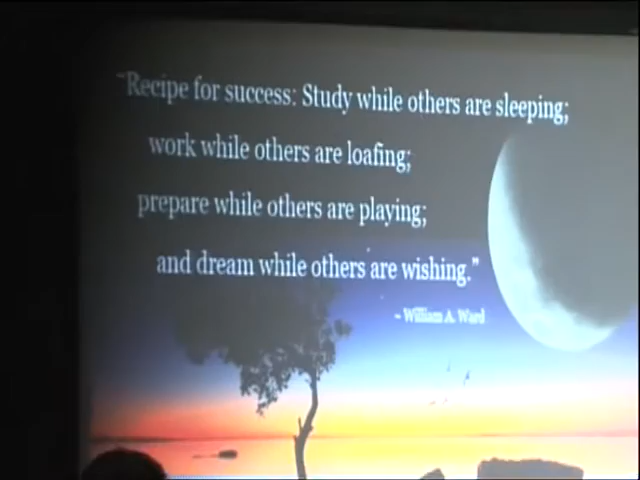 "Recipe for success: Study while others are sleeping;
work while others are loafing;
prepare while others are playing;
and dream while others are wishing."
~ William A. Ward